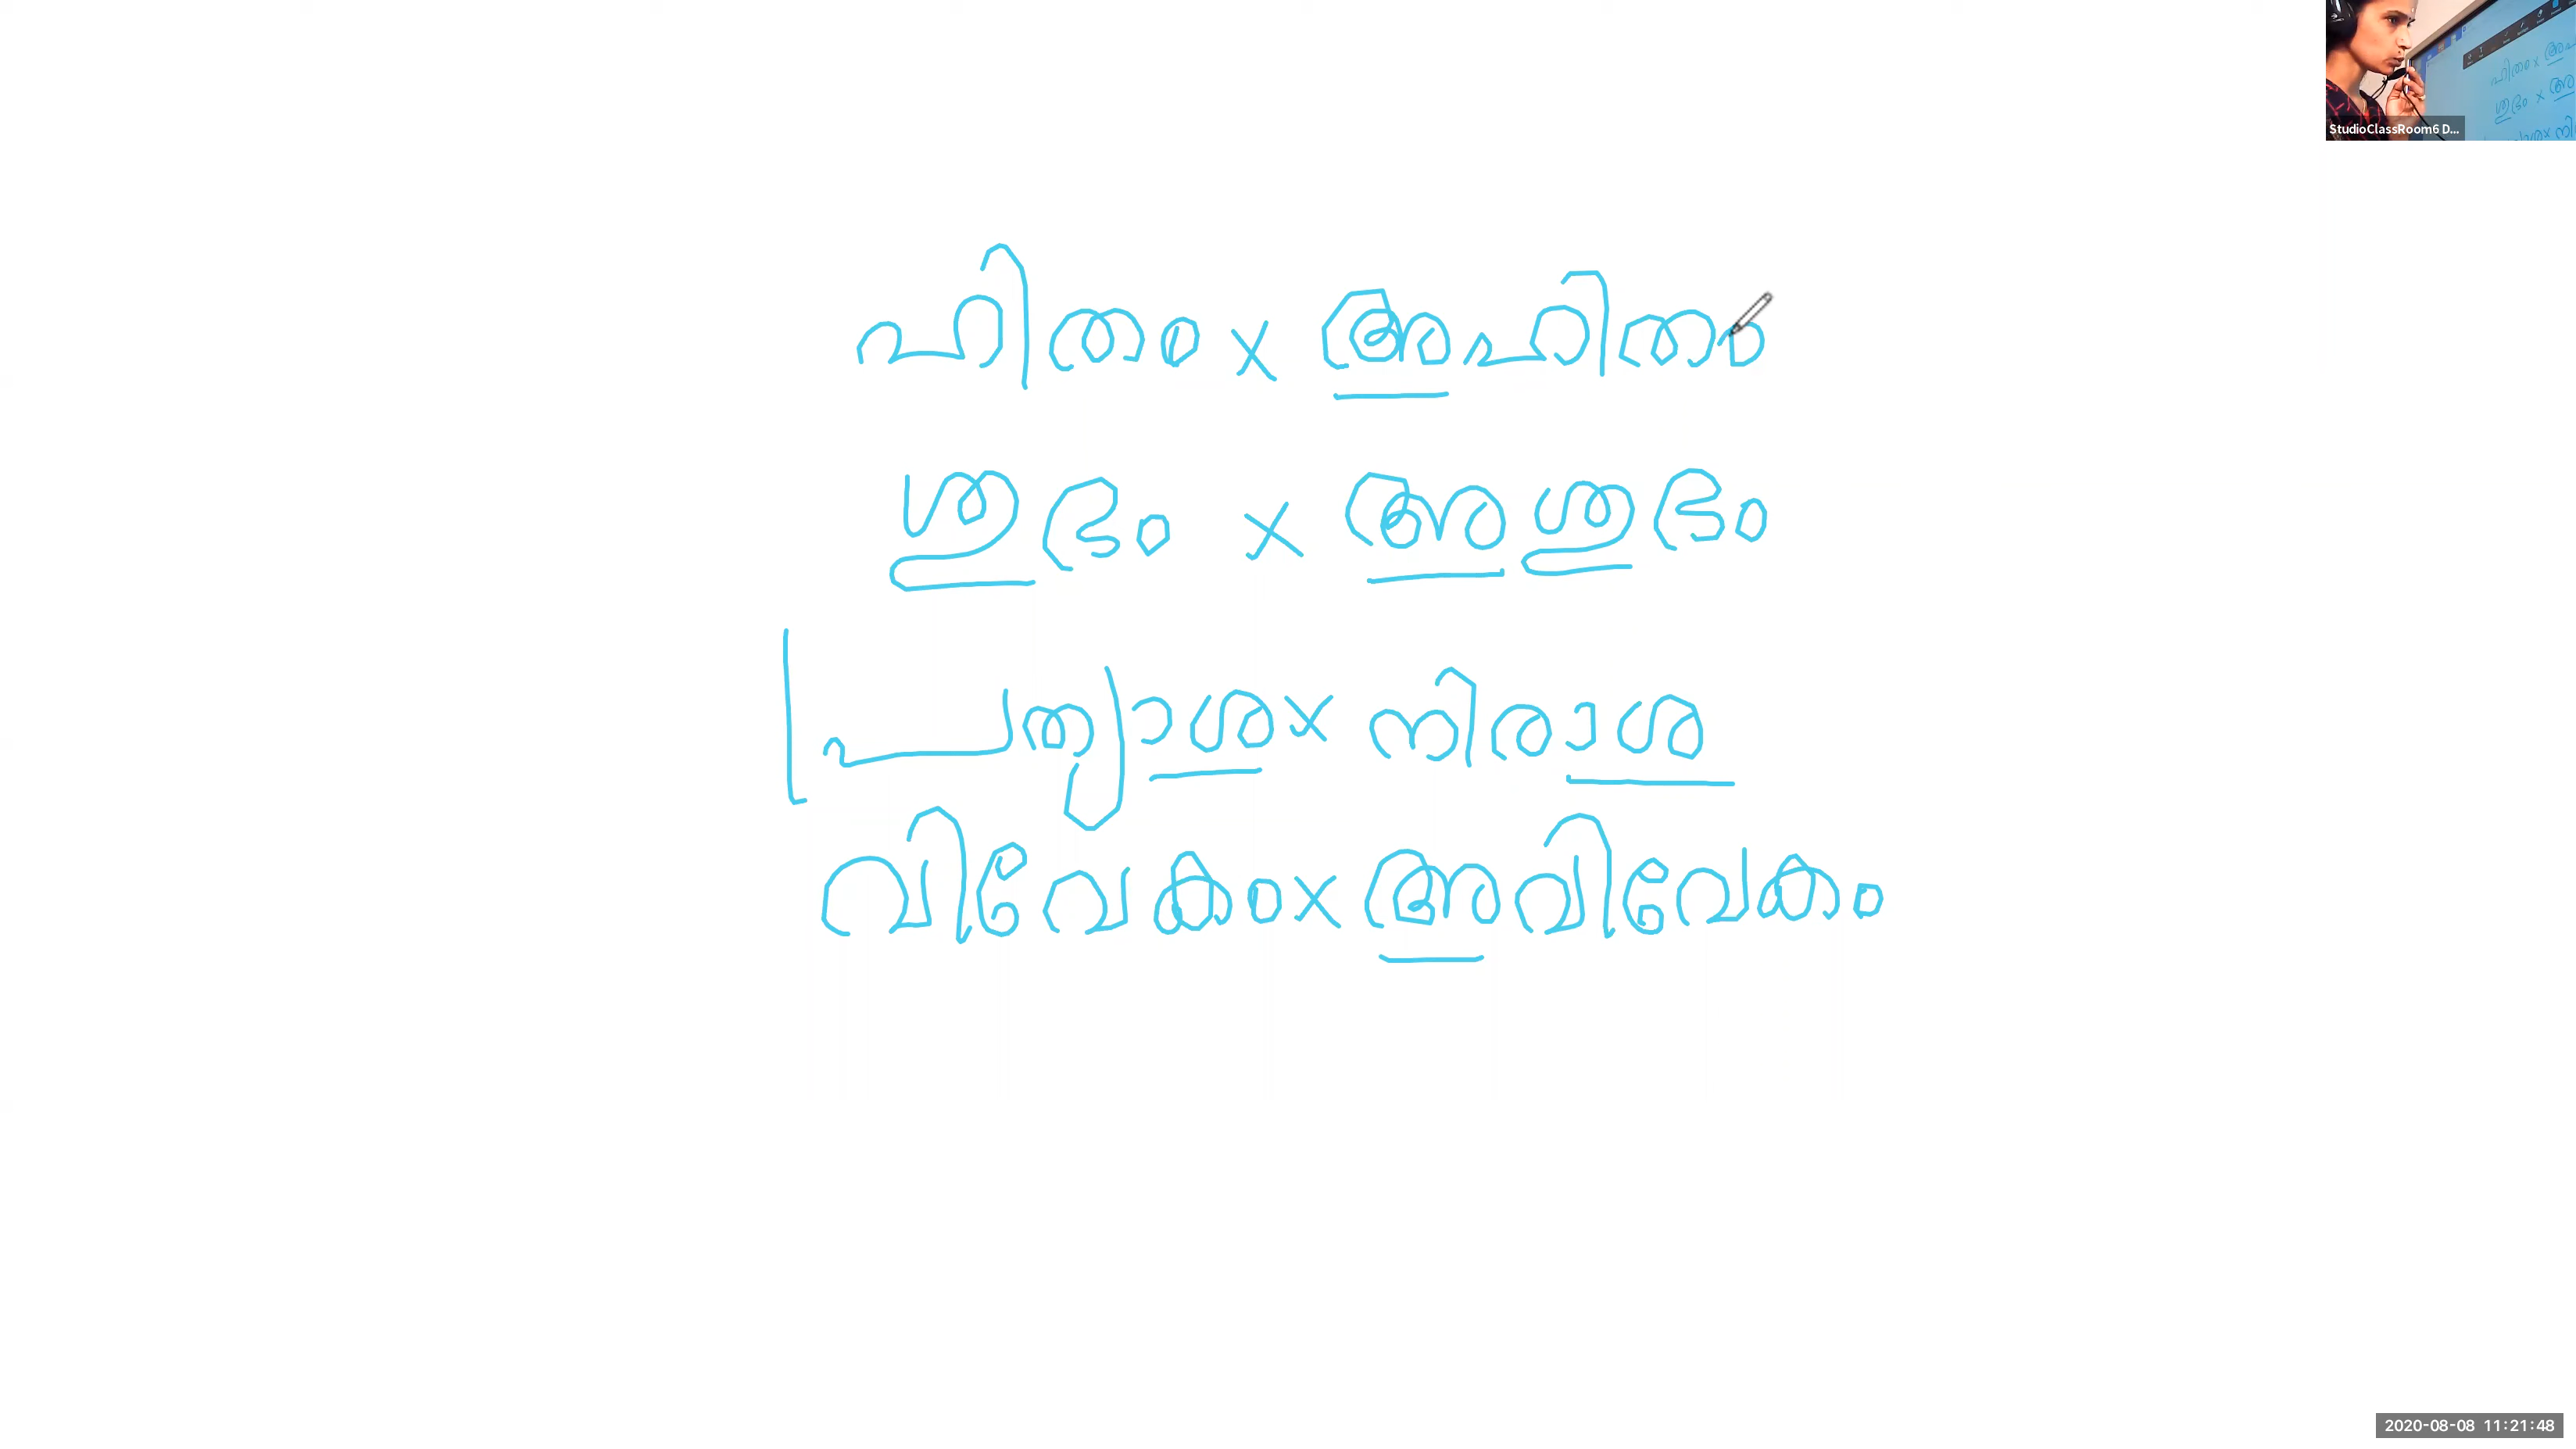 ഹിതം x അഹിതം
ശുഭം x അശുഭം
പ്രത്യാശ x നിരാശ
വിവേകം x അവിവേകം
StudioClassRoom6 D...
2020-08-08 11:21:48